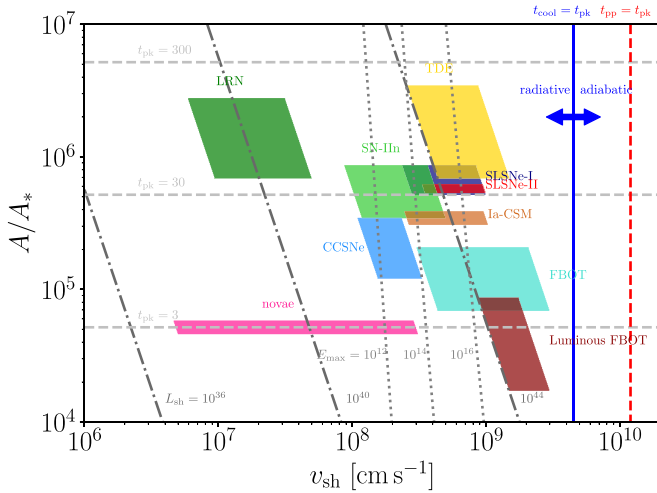 t_cool = t_pk t_pp = t_pk
10^7
t_pk = 300
LRN
TDE
radiative adiabatic
10^6
SN-IIn
SLSNe-I
SLSNe-II
t_pk = 30
Ia-CSM
A/A_*
CCSNe
FBOT
10^5
novae
t_pk = 3
Luminous FBOT
E_max = 10^12 10^14 10^16
L_sh = 10^36 10^40 10^44
10^4
10^6 10^7 10^8 10^9 10^10
v_sh [cm s^−1]